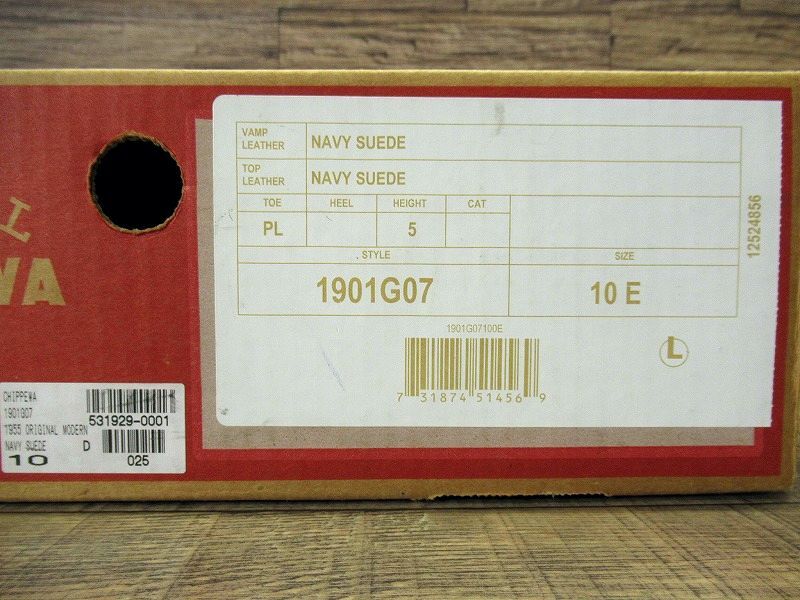 VAMP LEATHER NAVY SUEDE
TOP LEATHER NAVY SUEDE
TOE HEEL HEIGHT CAT
PL 5
. STYLE SIZE
1901G07 10 E
1901G07100E
7 31874 51456 9
L
12524856
WA
CHIPPEWA
1901G07
531929-0001
1955 ORIGINAL MODERN
NAVY SUEDE D
10 025